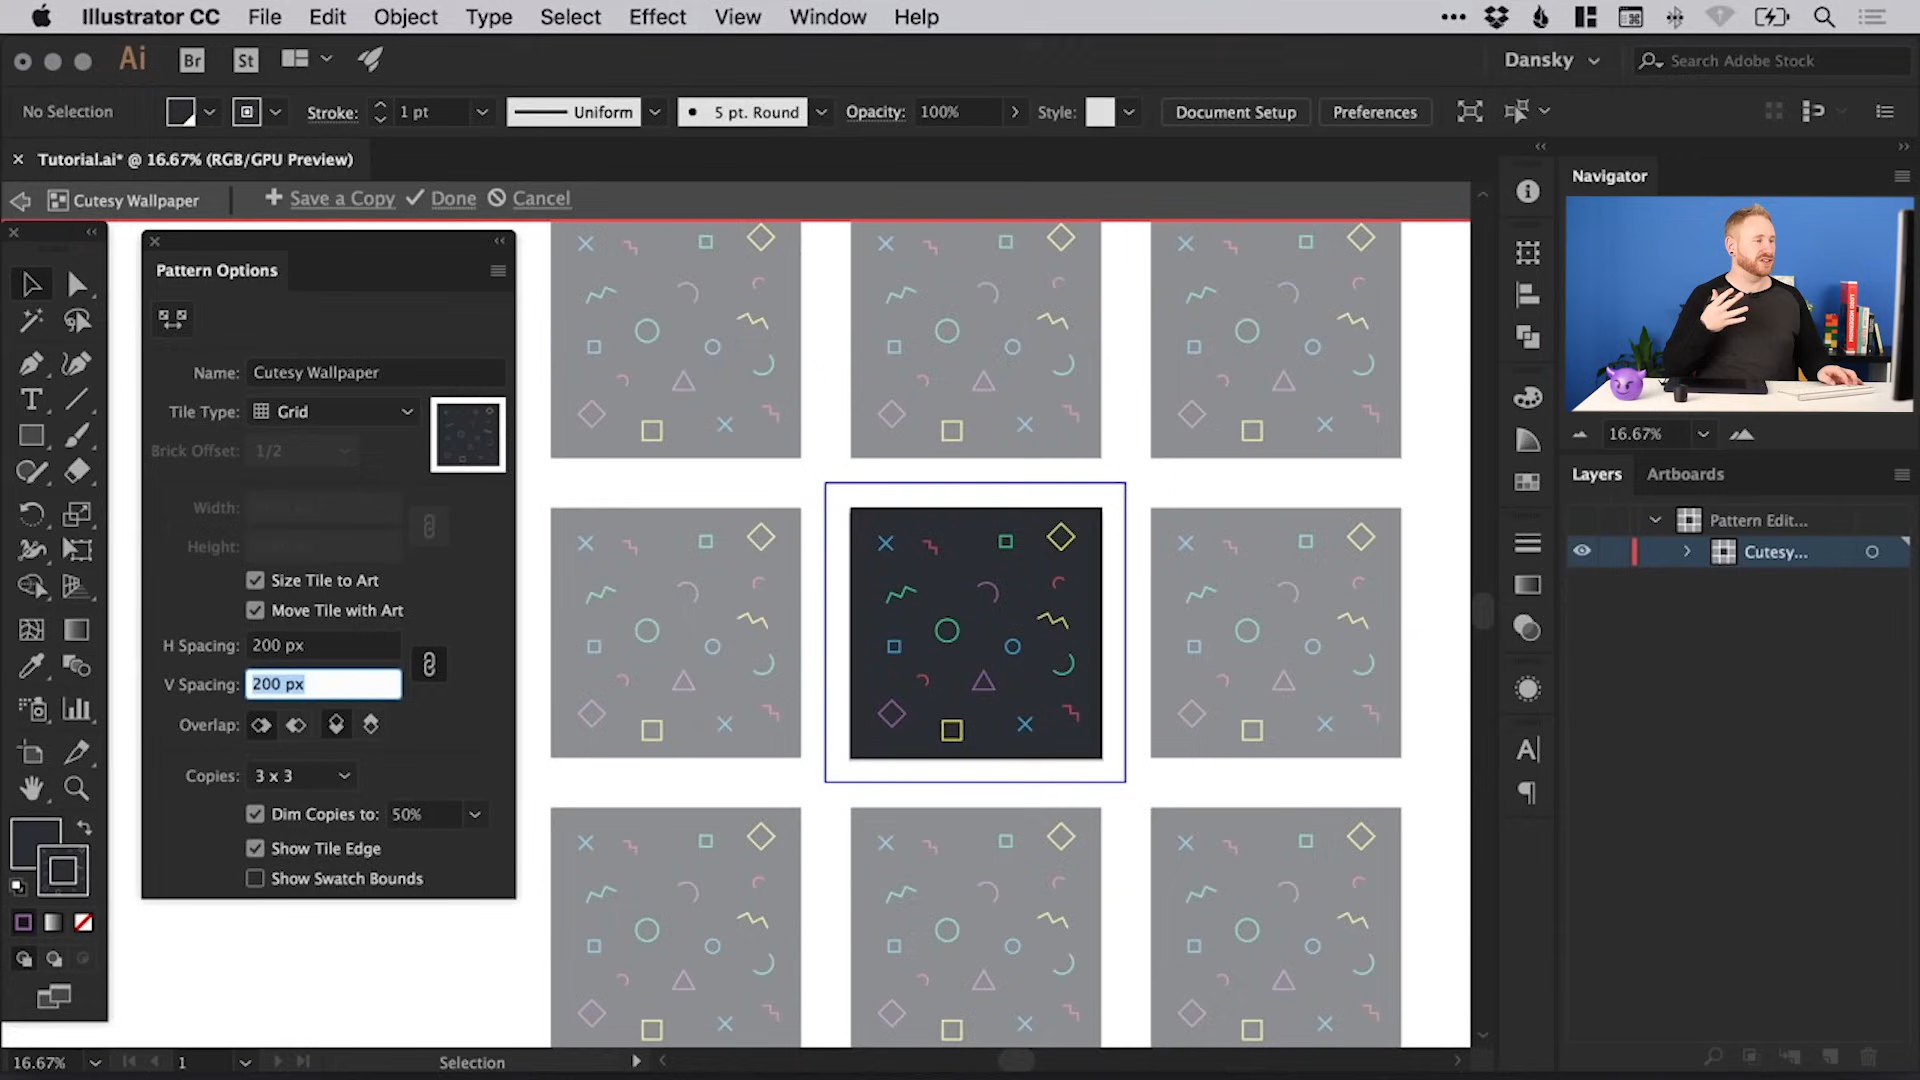 Illustrator CC File Edit Object Type Select Effect View Window Help
Ai Br St Dansky Search Adobe Stock
No Selection Stroke: 1 pt Uniform 5 pt. Round Opacity: 100% Style: Document Setup Preferences
Tutorial.ai* @ 16.67% (RGB/GPU Preview)
Cutesy Wallpaper Save a Copy Done Cancel
Navigator
Pattern Options
Name: Cutesy Wallpaper
Tile Type: Grid
Brick Offset: 1/2
Width:
Height:
Size Tile to Art
Move Tile with Art
H Spacing: 200 px
V Spacing: 200 px
Overlap:
Copies: 3 x 3
Dim Copies to: 50%
Show Tile Edge
Show Swatch Bounds
16.67%
Layers Artboards
Pattern Edit...
Cutesy...
16.67% 1 Selection